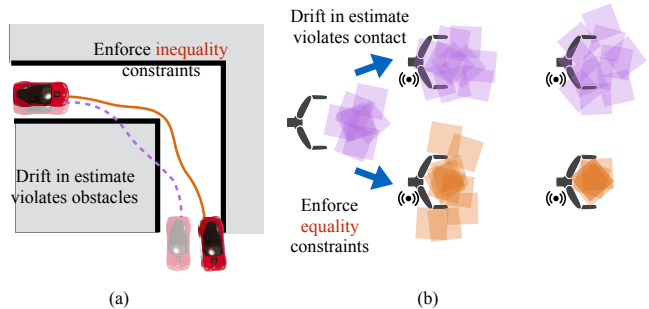 Enforce inequality
constraints
Drift in estimate
violates obstacles
(a)
Drift in estimate
violates contact
Enforce
equality
constraints
(b)